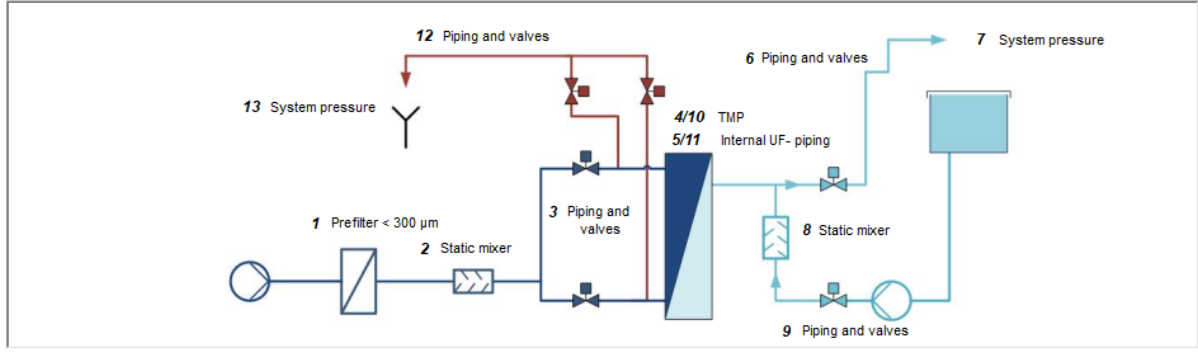 12 Piping and valves
7 System pressure
6 Piping and valves
13 System pressure
4/10 TMP
5/11 Internal UF- piping
1 Prefilter < 300 µm
2 Static mixer
3 Piping and
valves
8 Static mixer
9 Piping and valves